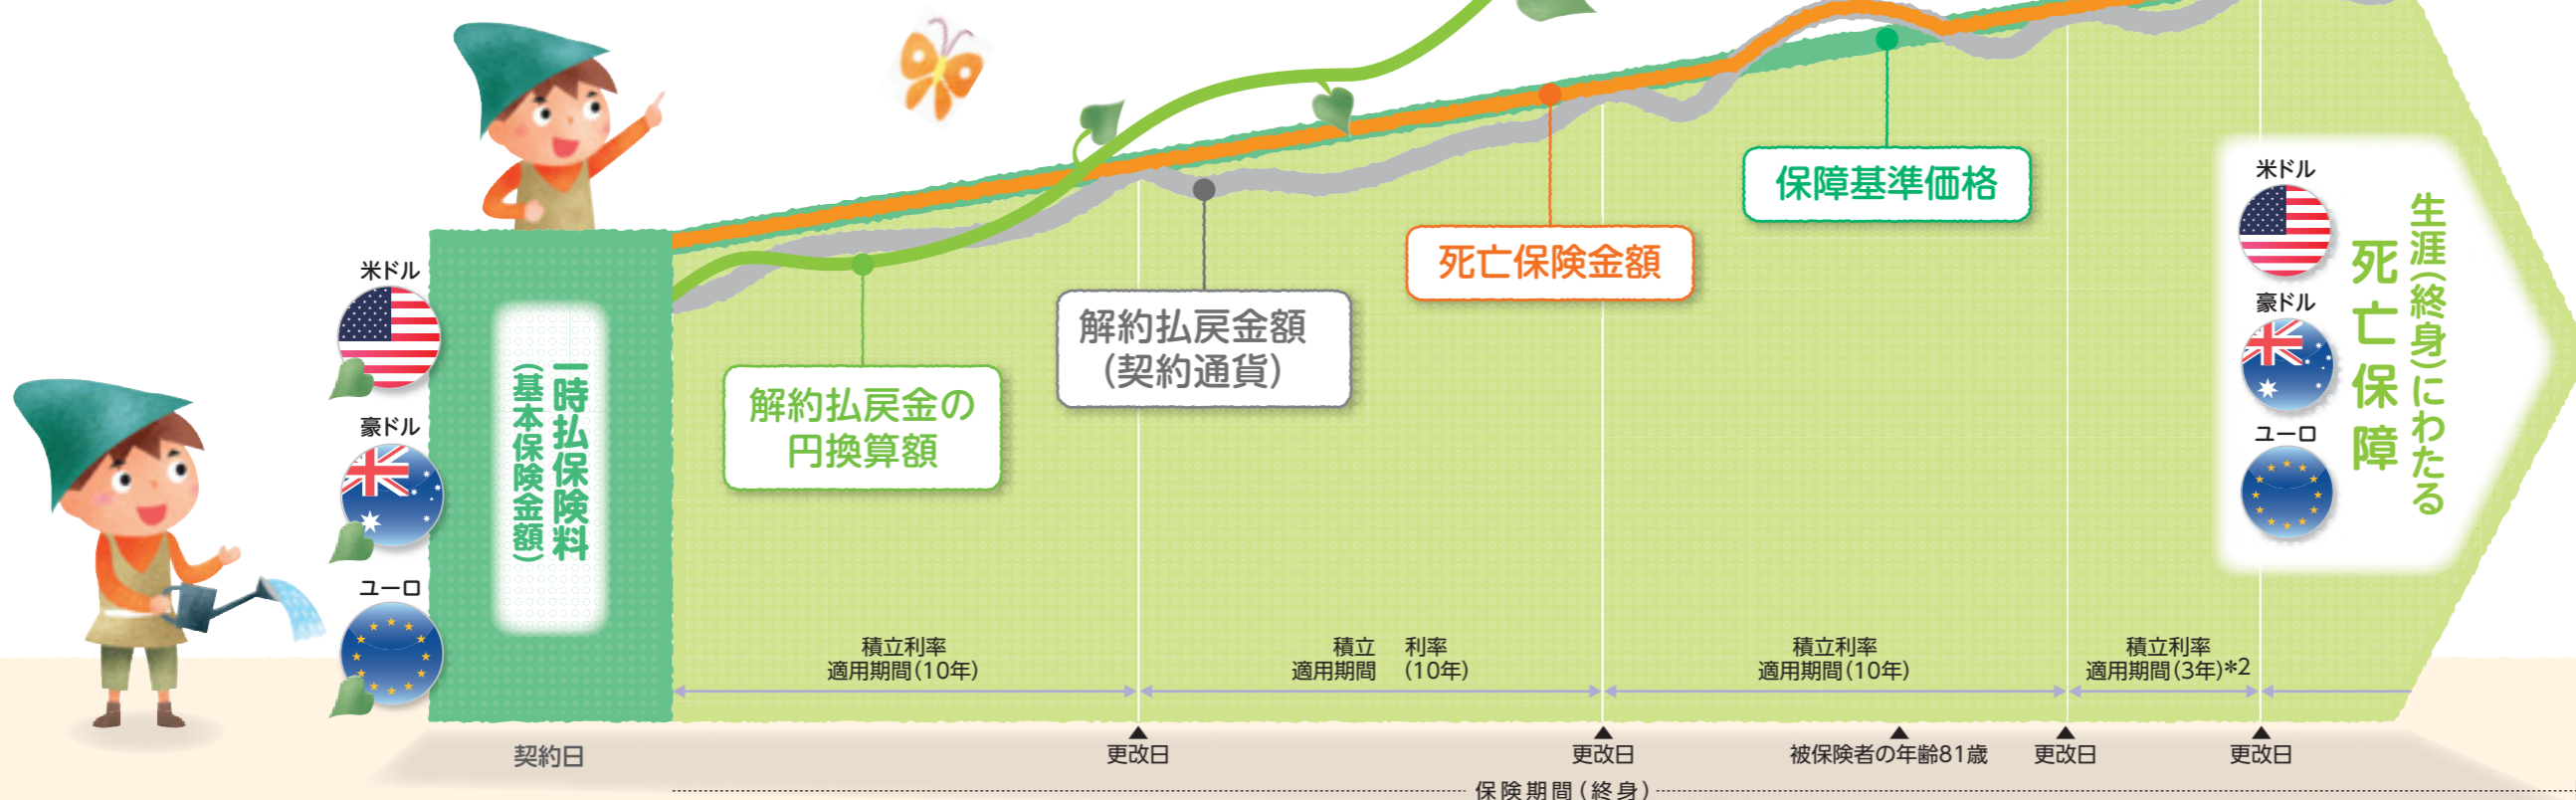 米ドル
豪ドル
ユーロ
一時払保険料
(基本保険金額)
解約払戻金の
円換算額
解約払戻金額
(契約通貨)
死亡保険金額
保障基準価格
米ドル
豪ドル
ユーロ
生涯(終身)にわたる
死亡保障
積立利率
適用期間(10年)
積立 利率
適用期間 (10年)
積立利率
適用期間(10年)
積立利率
適用期間(3年)*2
契約日
更改日
更改日
被保険者の年齢81歳
更改日
更改日
保険期間(終身)